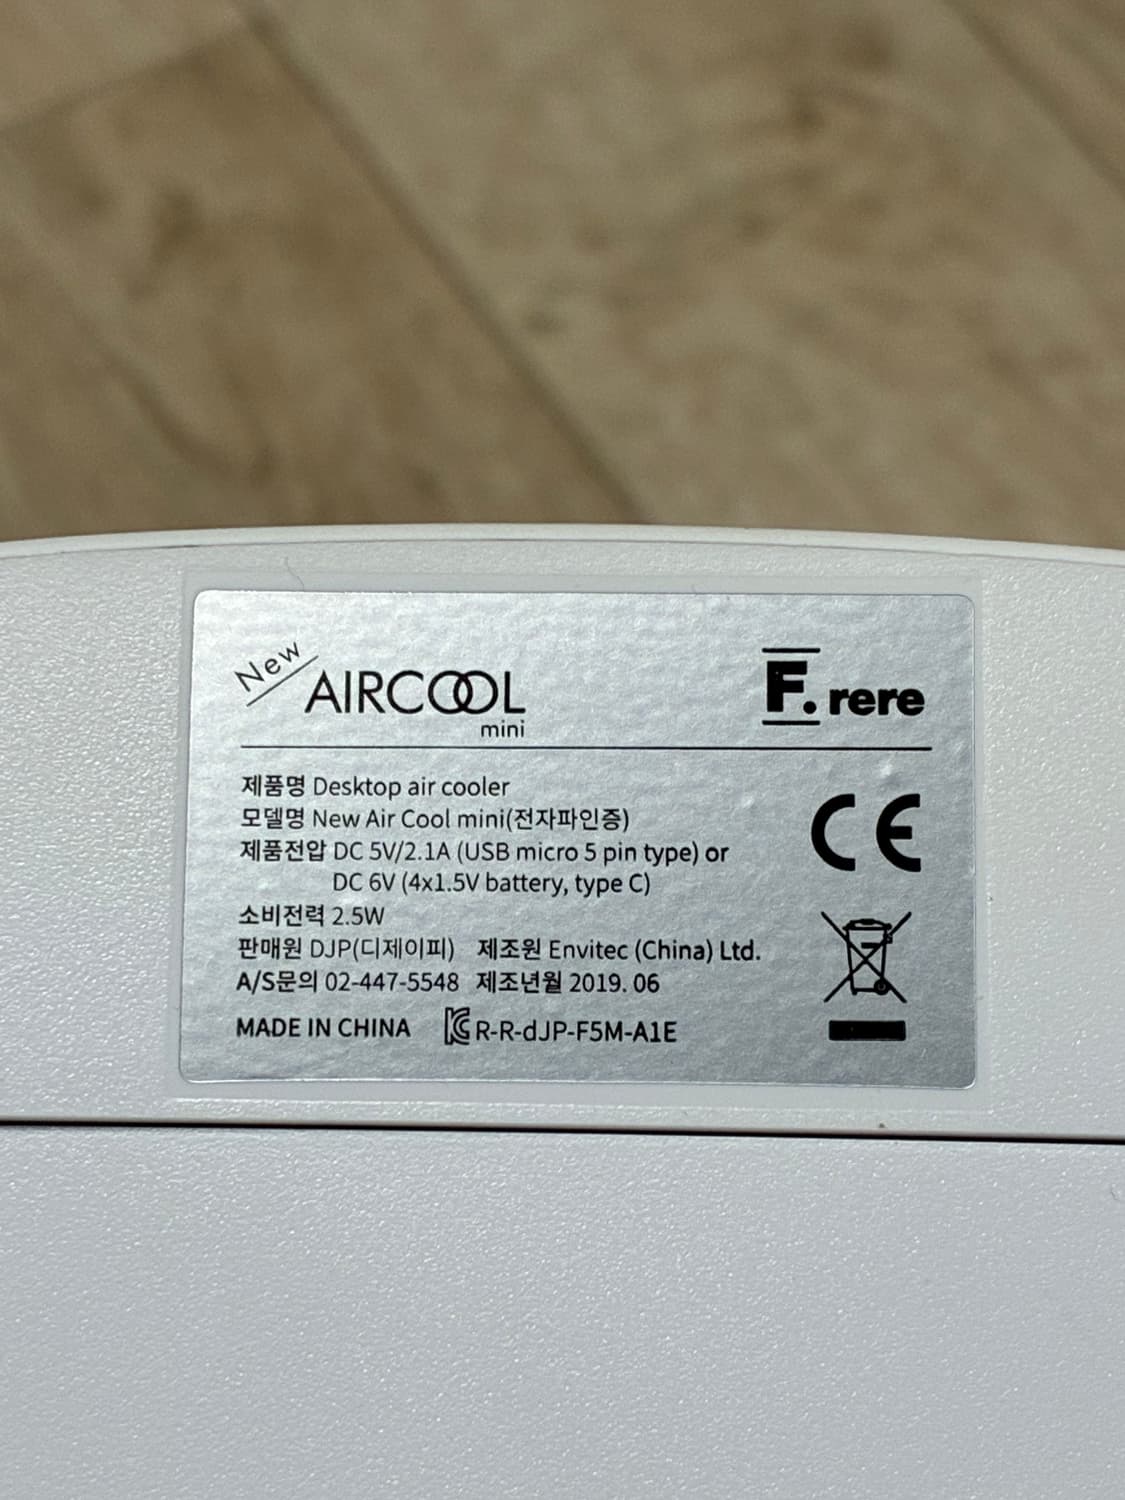 New AIRCOOL mini
F. rere
제품명 Desktop air cooler
모델명 New Air Cool mini(전자파인증)
제품전압 DC 5V/2.1A (USB micro 5 pin type) or
DC 6V (4x1.5V battery, type C)
소비전력 2.5W
판매원 DJP(디제이피) 제조원 Envitec (China) Ltd.
A/S문의 02-447-5548 제조년월 2019. 06
MADE IN CHINA R-R-dJP-F5M-A1E
CE